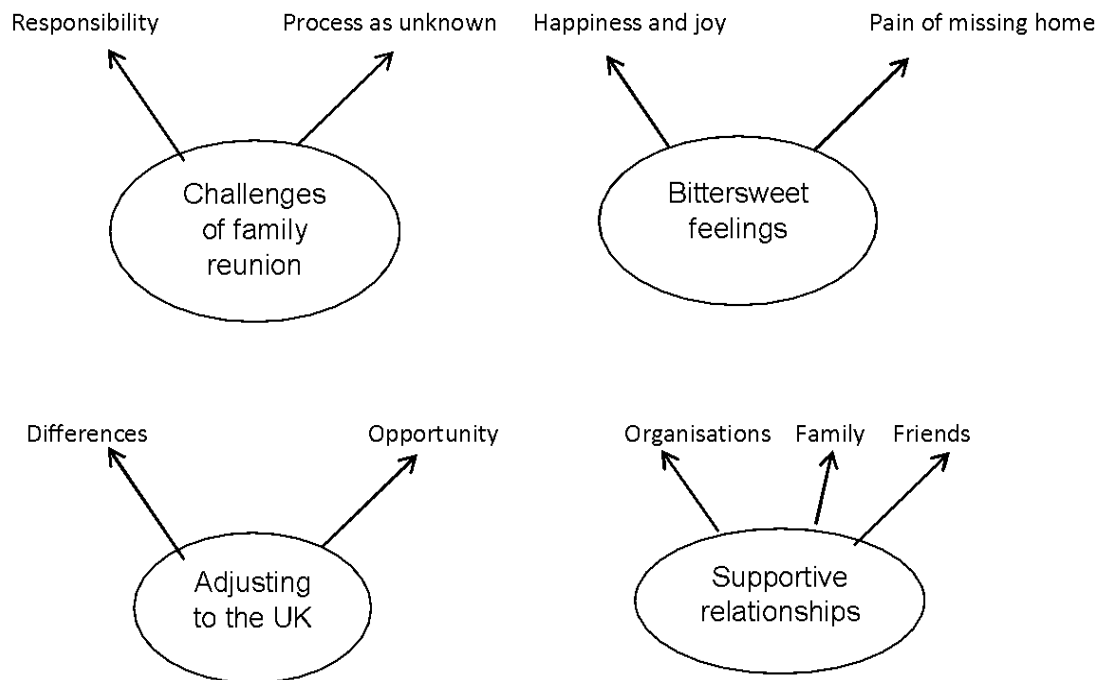 Responsibility
Process as unknown
Challenges
of family
reunion
Happiness and joy
Pain of missing home
Bittersweet
feelings
Differences
Opportunity
Adjusting
to the UK
Organisations
Family
Friends
Supportive
relationships